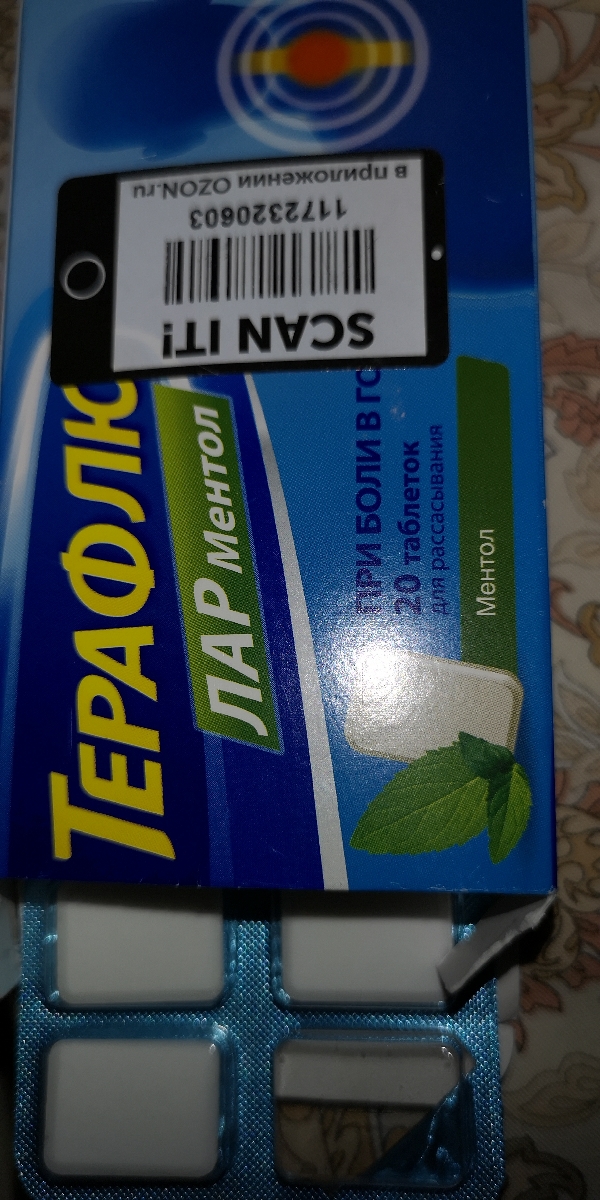 ТЕРАФЛЮ
ЛАР Ментол
ПРИ БОЛИ В ГО
20 таблеток
для рассасывания
Ментол
SCAN IT!
1172320603
в приложении OZON.ru